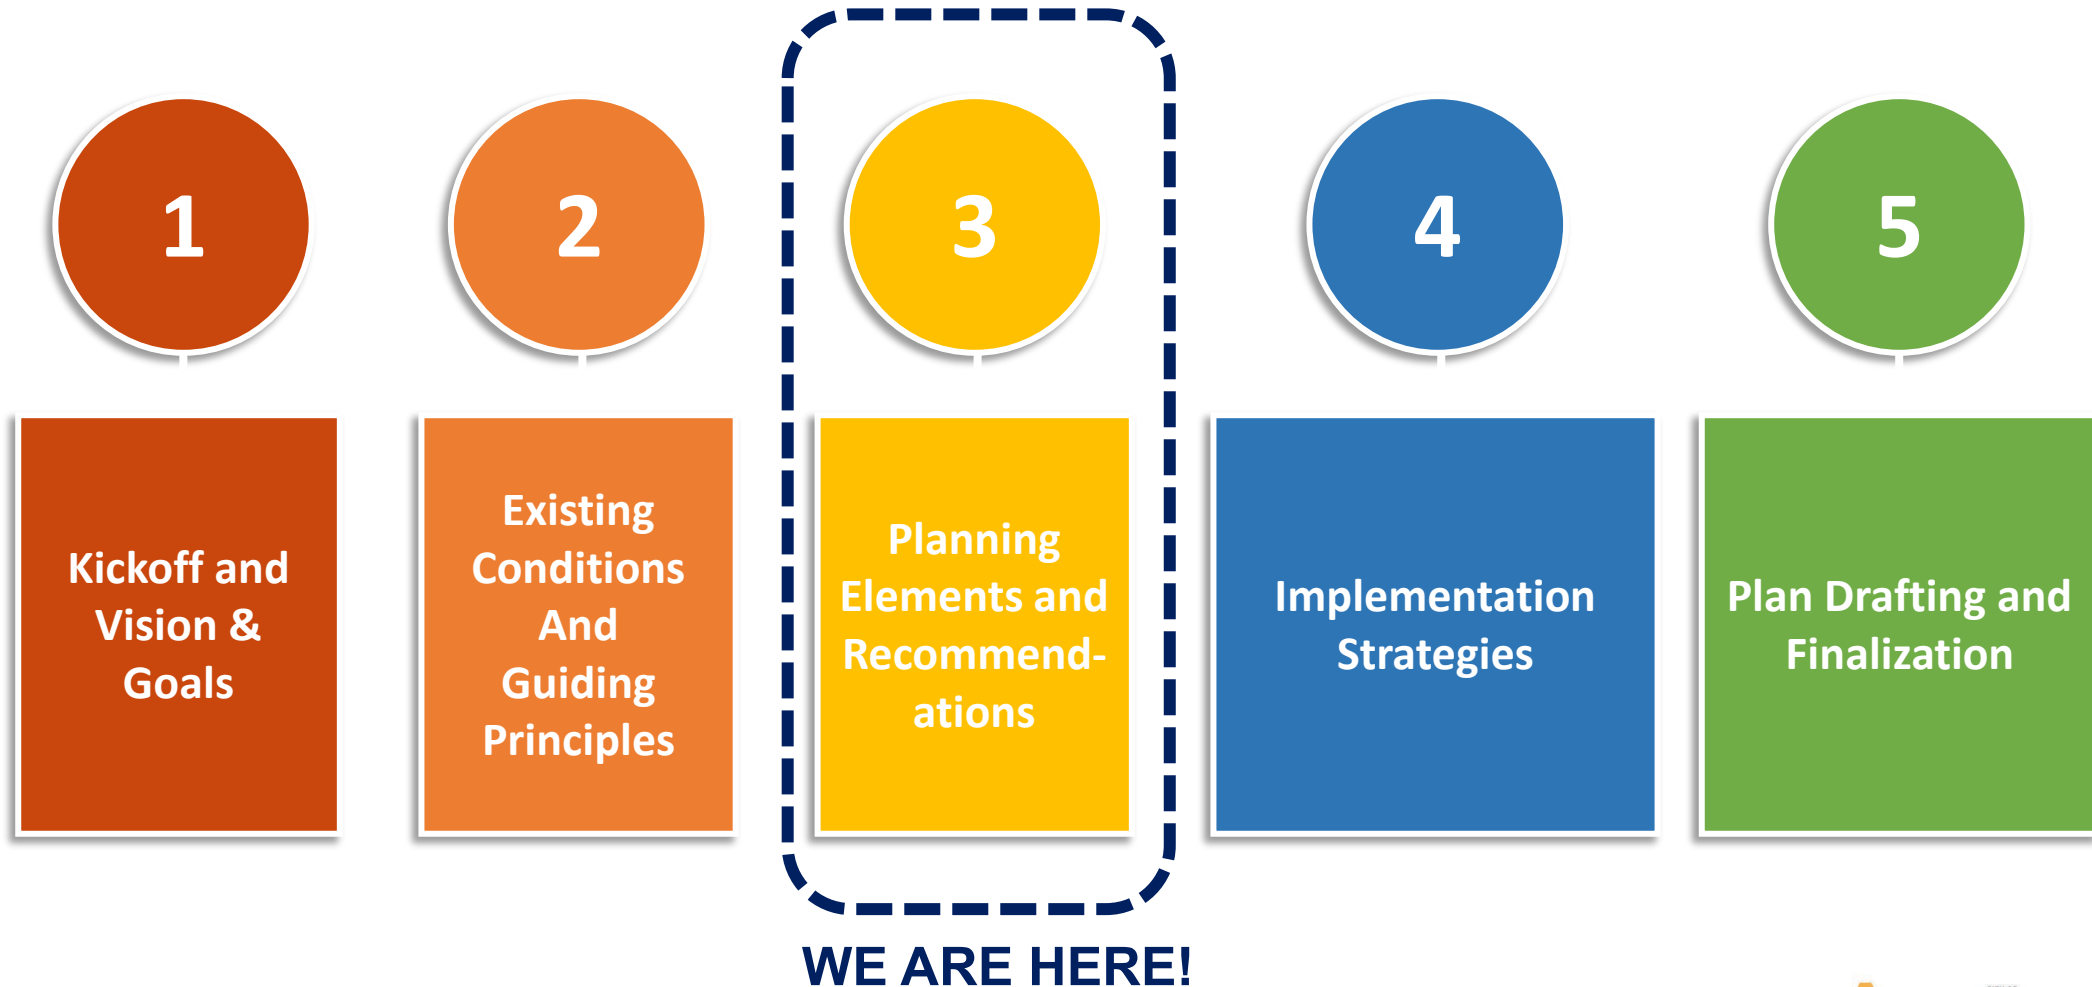 1
2
3
4
5
Kickoff and
Vision &
Goals
Existing
Conditions
And
Guiding
Principles
Planning
Elements and
Recommend-
ations
Implementation
Strategies
Plan Drafting and
Finalization
WE ARE HERE!